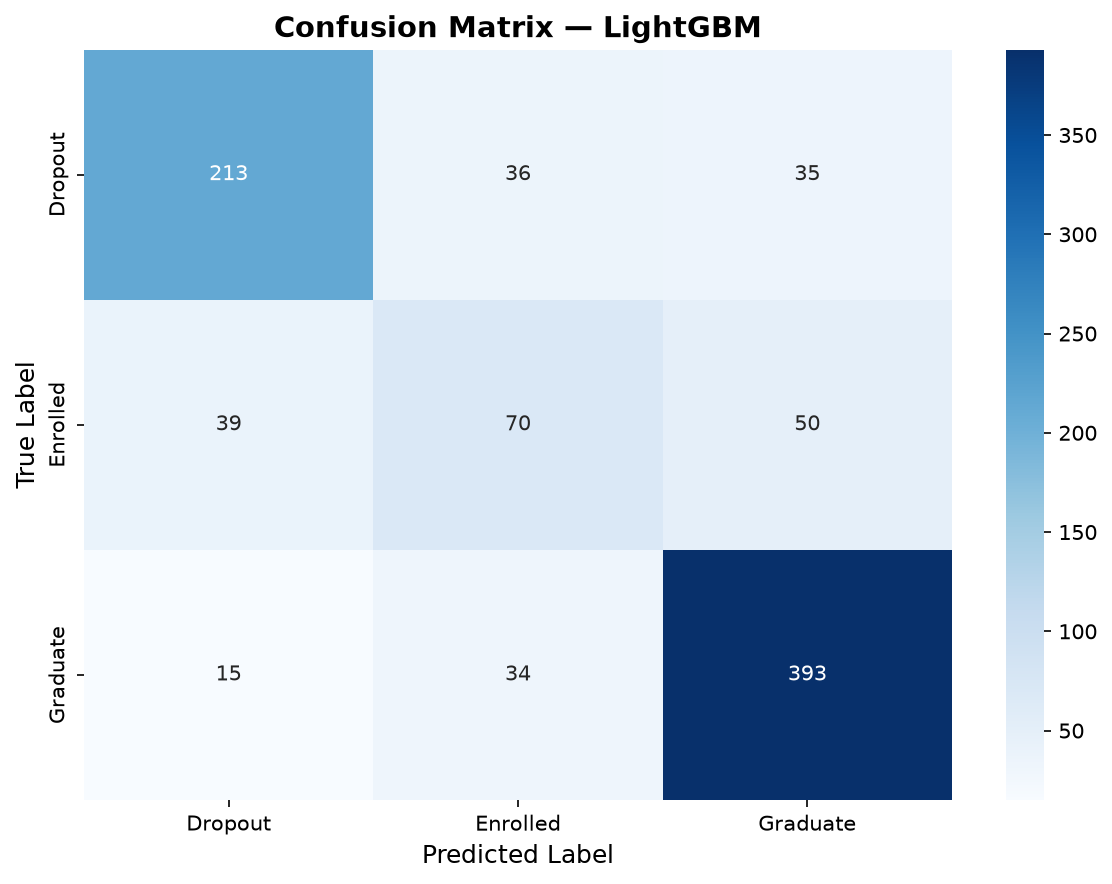 Confusion Matrix — LightGBM
True Label
Dropout
213
36
35
Enrolled
39
70
50
Graduate
15
34
393
Dropout
Enrolled
Graduate
Predicted Label
350
300
250
200
150
100
50